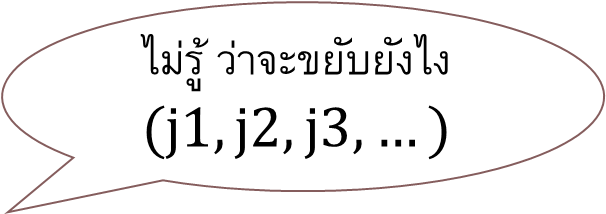 ไม่รู้ ว่าจะขยับยังไง
(j1, j2, j3, ... )